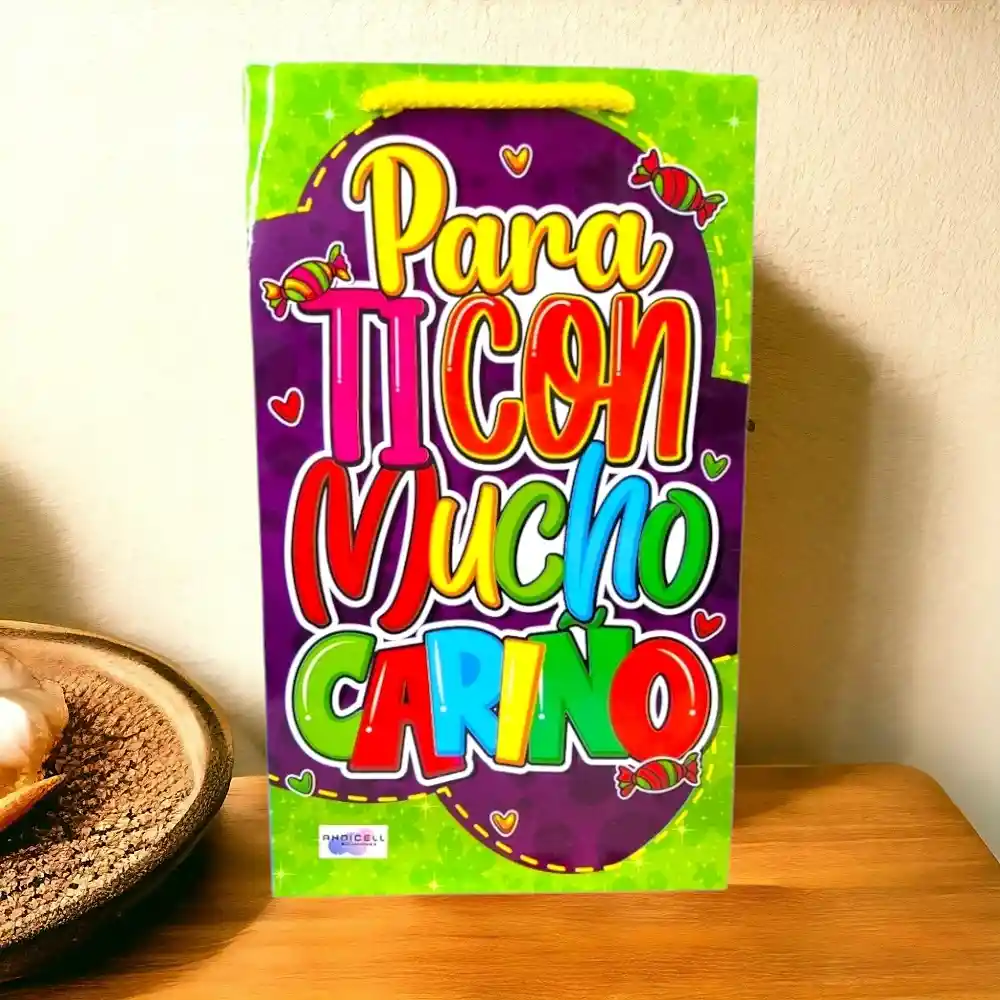 Para
TI con
Mucho
CARIÑO
ANDICELL